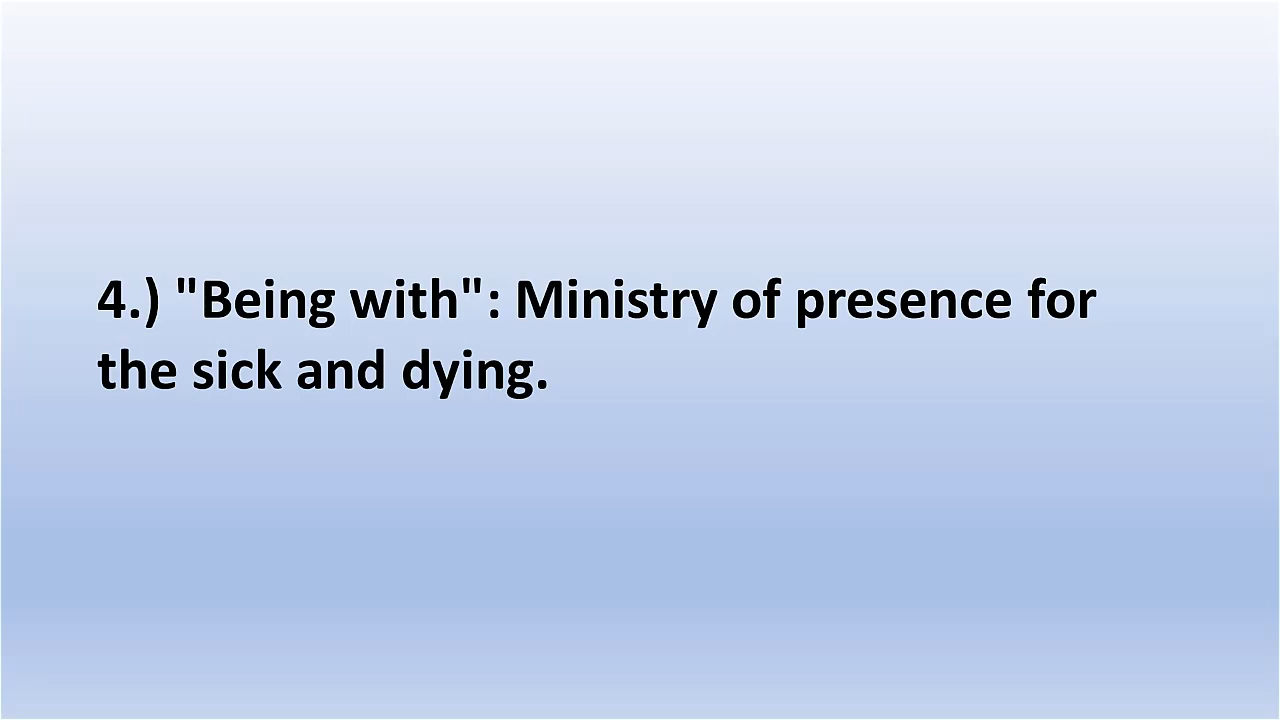 4.) "Being with": Ministry of presence for
the sick and dying.